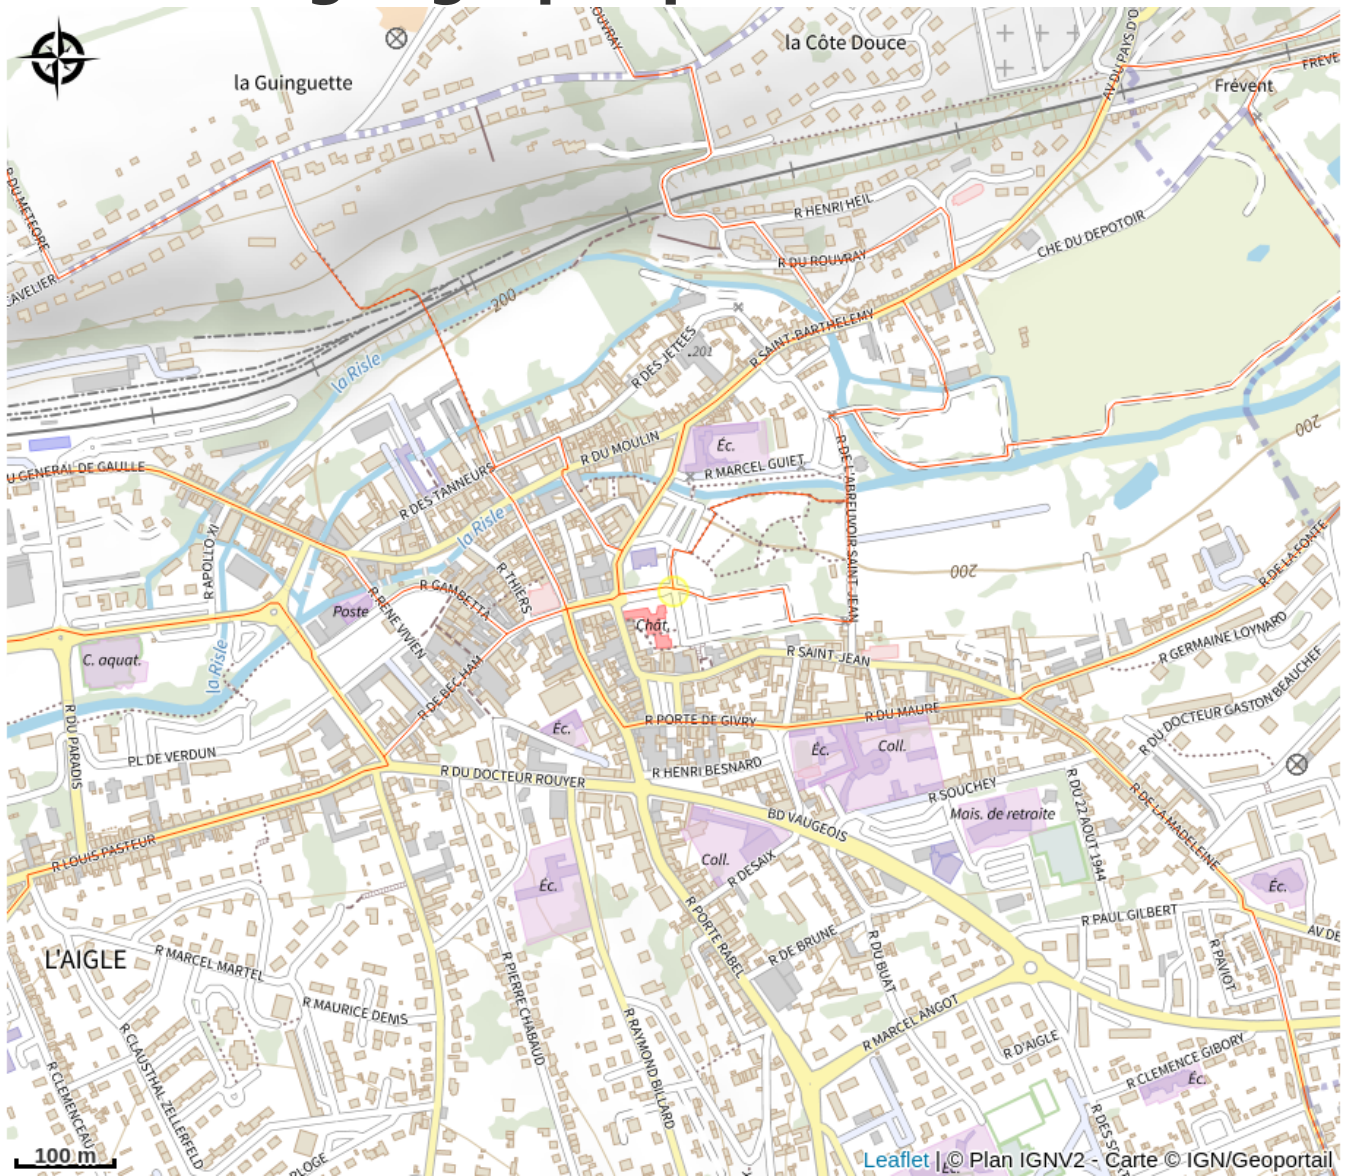 la Côte Douce
la Guinguette
Frévent
AV DU PAYS D'O
FRÉVE
R DU METEORE
CAVELIER
R HENRI HEIL
CHE DU DEPOTOIR
R DU ROUVRAY
200
la Risle
R DES JETEES
201
R SAINT-BARTHELEMY
200
R DU MOULIN
Éc.
R MARCEL GUIET
U GENERAL DE GAULLE
R DES TANNEURS
la Risle
R DE L'ABREUVOIR SAINT-JEAN
R APOLLO XI
R THIERS
R GAMBETTA
200
R DE LA FONTE
Poste
R RENE VIVIEN
Chât.
C. aquat.
la Risle
R SAINT-JEAN
R GERMAINE LOYNARD
R DE BEC HAM
R DU PARADIS
R PORTE DE GIVRY
R DU MAURE
R DU DOCTEUR GASTON BEAUCHEF
Éc.
Éc.
Coll.
PL DE VERDUN
R HENRI BESNARD
R DU DOCTEUR ROUYER
R SOUCHEY
R DU 22 AOUT 1944
R DE LA MADELEINE
BD VAUGEOIS
Mais. de retraite
R LOUIS PASTEUR
Coll.
R DESAIX
Éc.
Éc.
R PAUL GILBERT
AV DE
R PORTE RABEL
R DE BRUNE
R DU BUAT
R PAVIOT
L'AIGLE
R MARCEL MARTEL
R PIERRE CHABAUD
R MAURICE DENIS
R RAYMOND BILLARD
R MARCEL ANGOT
R D'AIGLE
R CLAUSTHAL ZELLERFELD
R CLEMENCEAU
R CLEMENCE GIBORY
Éc.
R DES S
RLOGE
100 m
Leaflet | © Plan IGNV2 - Carte © IGN/Geoportail